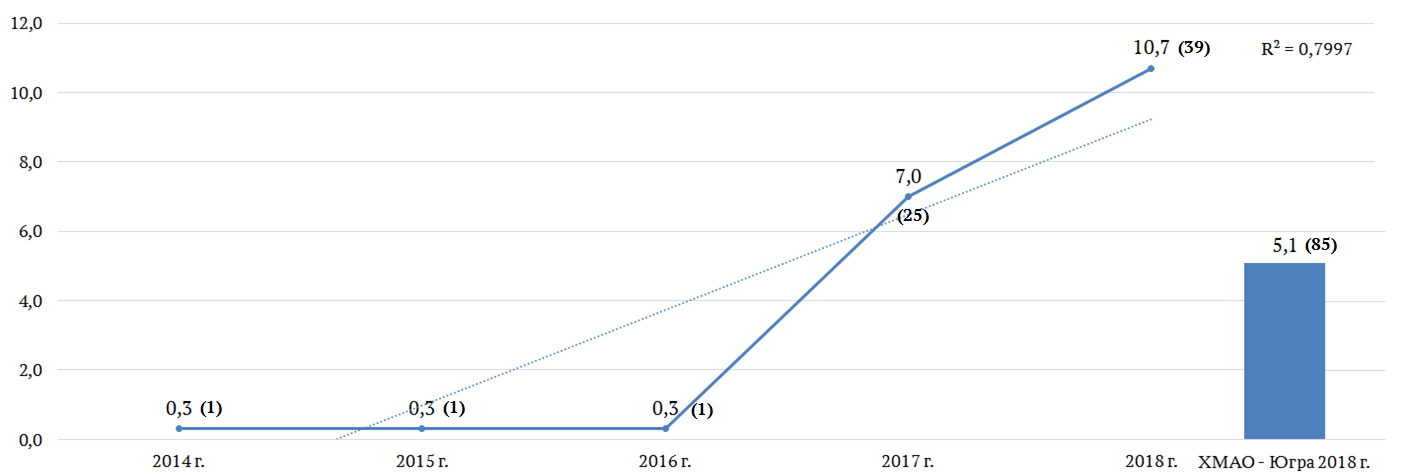 12,0
10,7 (39)
R² = 0,7997
10,0
8,0
7,0
(25)
6,0
5,1 (85)
4,0
2,0
0,3 (1)
0,3 (1)
0,3 (1)
0,0
2014 г.
2015 г.
2016 г.
2017 г.
2018 г.
ХМАО - Югра 2018 г.